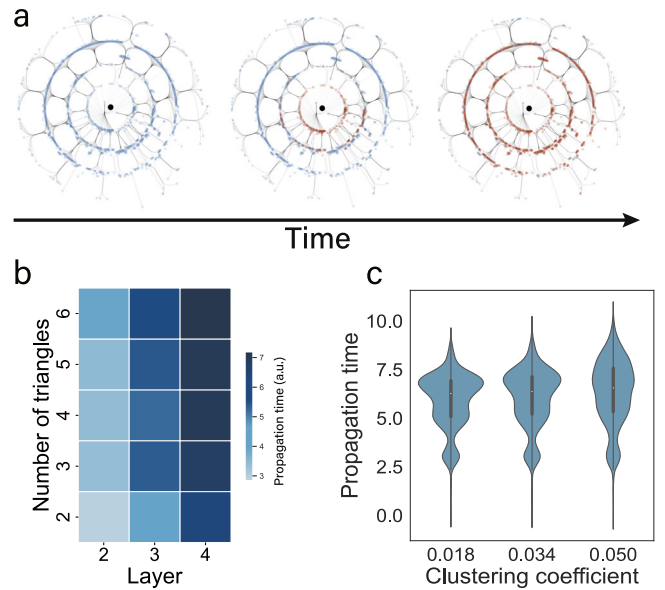 a
Time
b
Number of triangles
6
5
4
3
2
2 3 4
Layer
7
6
5
4
3
Propagation time (a.u.)
c
Propagation time
10.0
7.5
5.0
2.5
0.0
0.018 0.034 0.050
Clustering coefficient